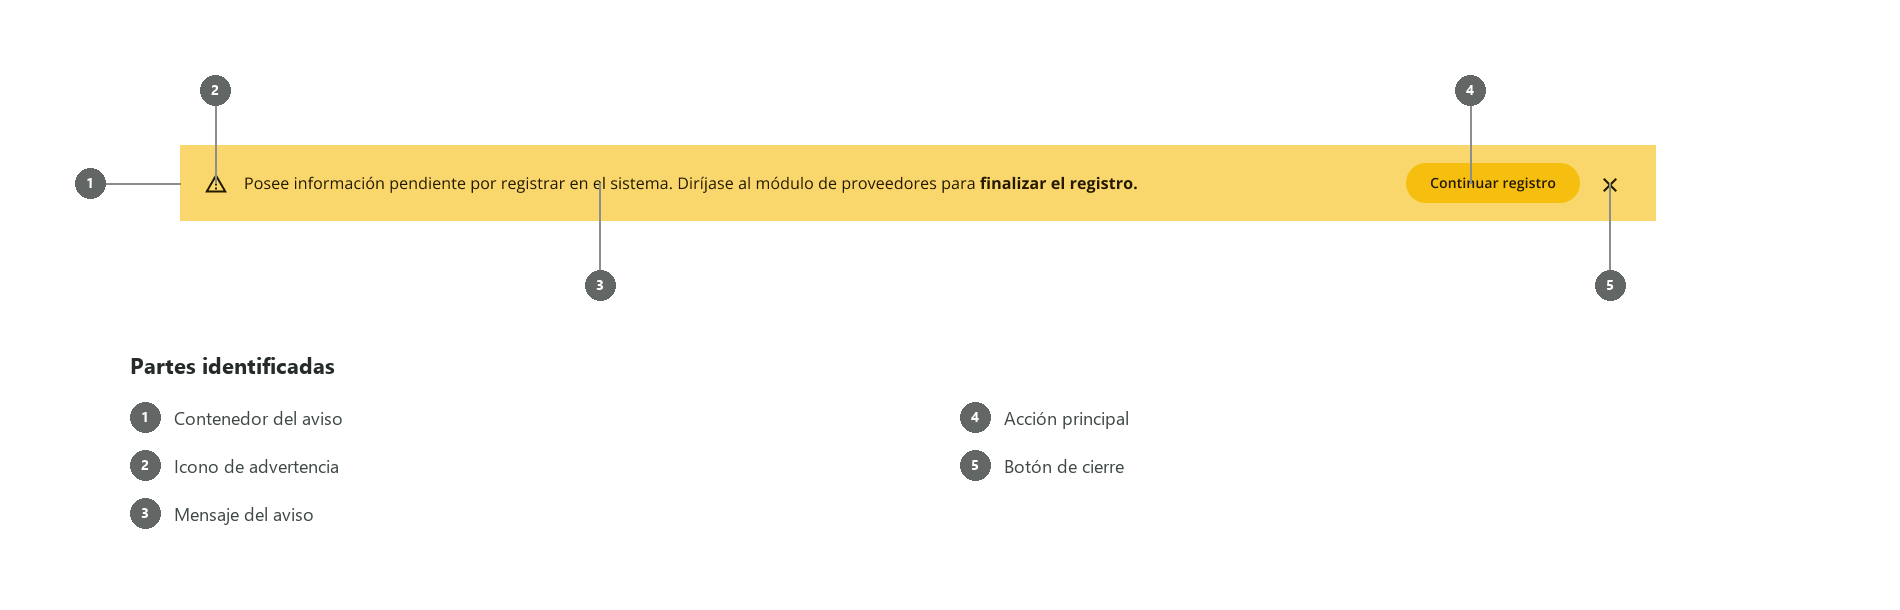 2
4
1
Posee información pendiente por registrar en el sistema. Diríjase al módulo de proveedores para finalizar el registro.
Continuar registro
3
5
Partes identificadas
1 Contenedor del aviso
2 Icono de advertencia
3 Mensaje del aviso
4 Acción principal
5 Botón de cierre